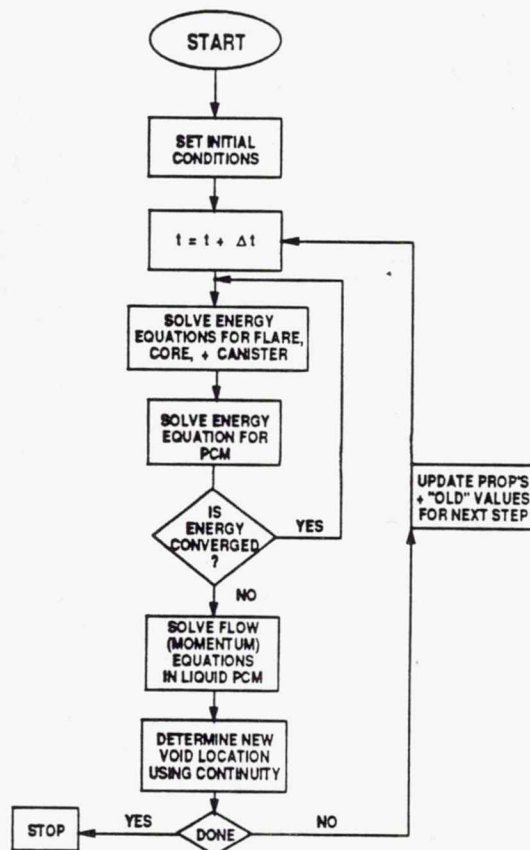 START
SET INITIAL
CONDITIONS
t = t + Δt
SOLVE ENERGY
EQUATIONS FOR FLARE,
CORE, + CANISTER
SOLVE ENERGY
EQUATION FOR
PCM
IS
ENERGY
CONVERGED
?
YES
NO
UPDATE PROP'S
+ "OLD" VALUES
FOR NEXT STEP
SOLVE FLOW
(MOMENTUM)
EQUATIONS
IN LIQUID PCM
DETERMINE NEW
VOID LOCATION
USING CONTINUITY
STOP
YES
DONE
NO